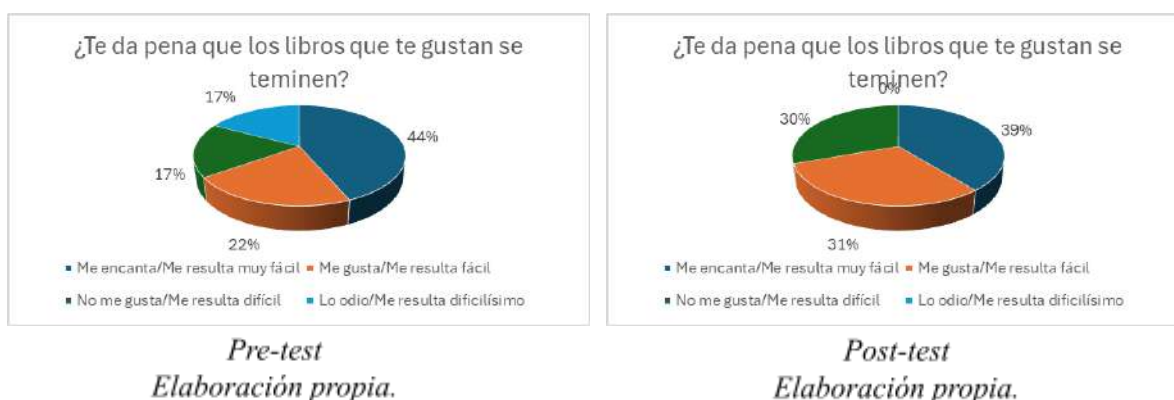 ¿Te da pena que los libros que te gustan se
teminen?
17%
44%
17%
22%
Me encanta/Me resulta muy fácil
Me gusta/Me resulta fácil
No me gusta/Me resulta difícil
Lo odio/Me resulta dificilísimo
Pre-test
Elaboración propia.
¿Te da pena que los libros que te gustan se
teminen?
0%
30%
39%
31%
Me encanta/Me resulta muy fácil
Me gusta/Me resulta fácil
No me gusta/Me resulta difícil
Lo odio/Me resulta dificilísimo
Post-test
Elaboración propia.